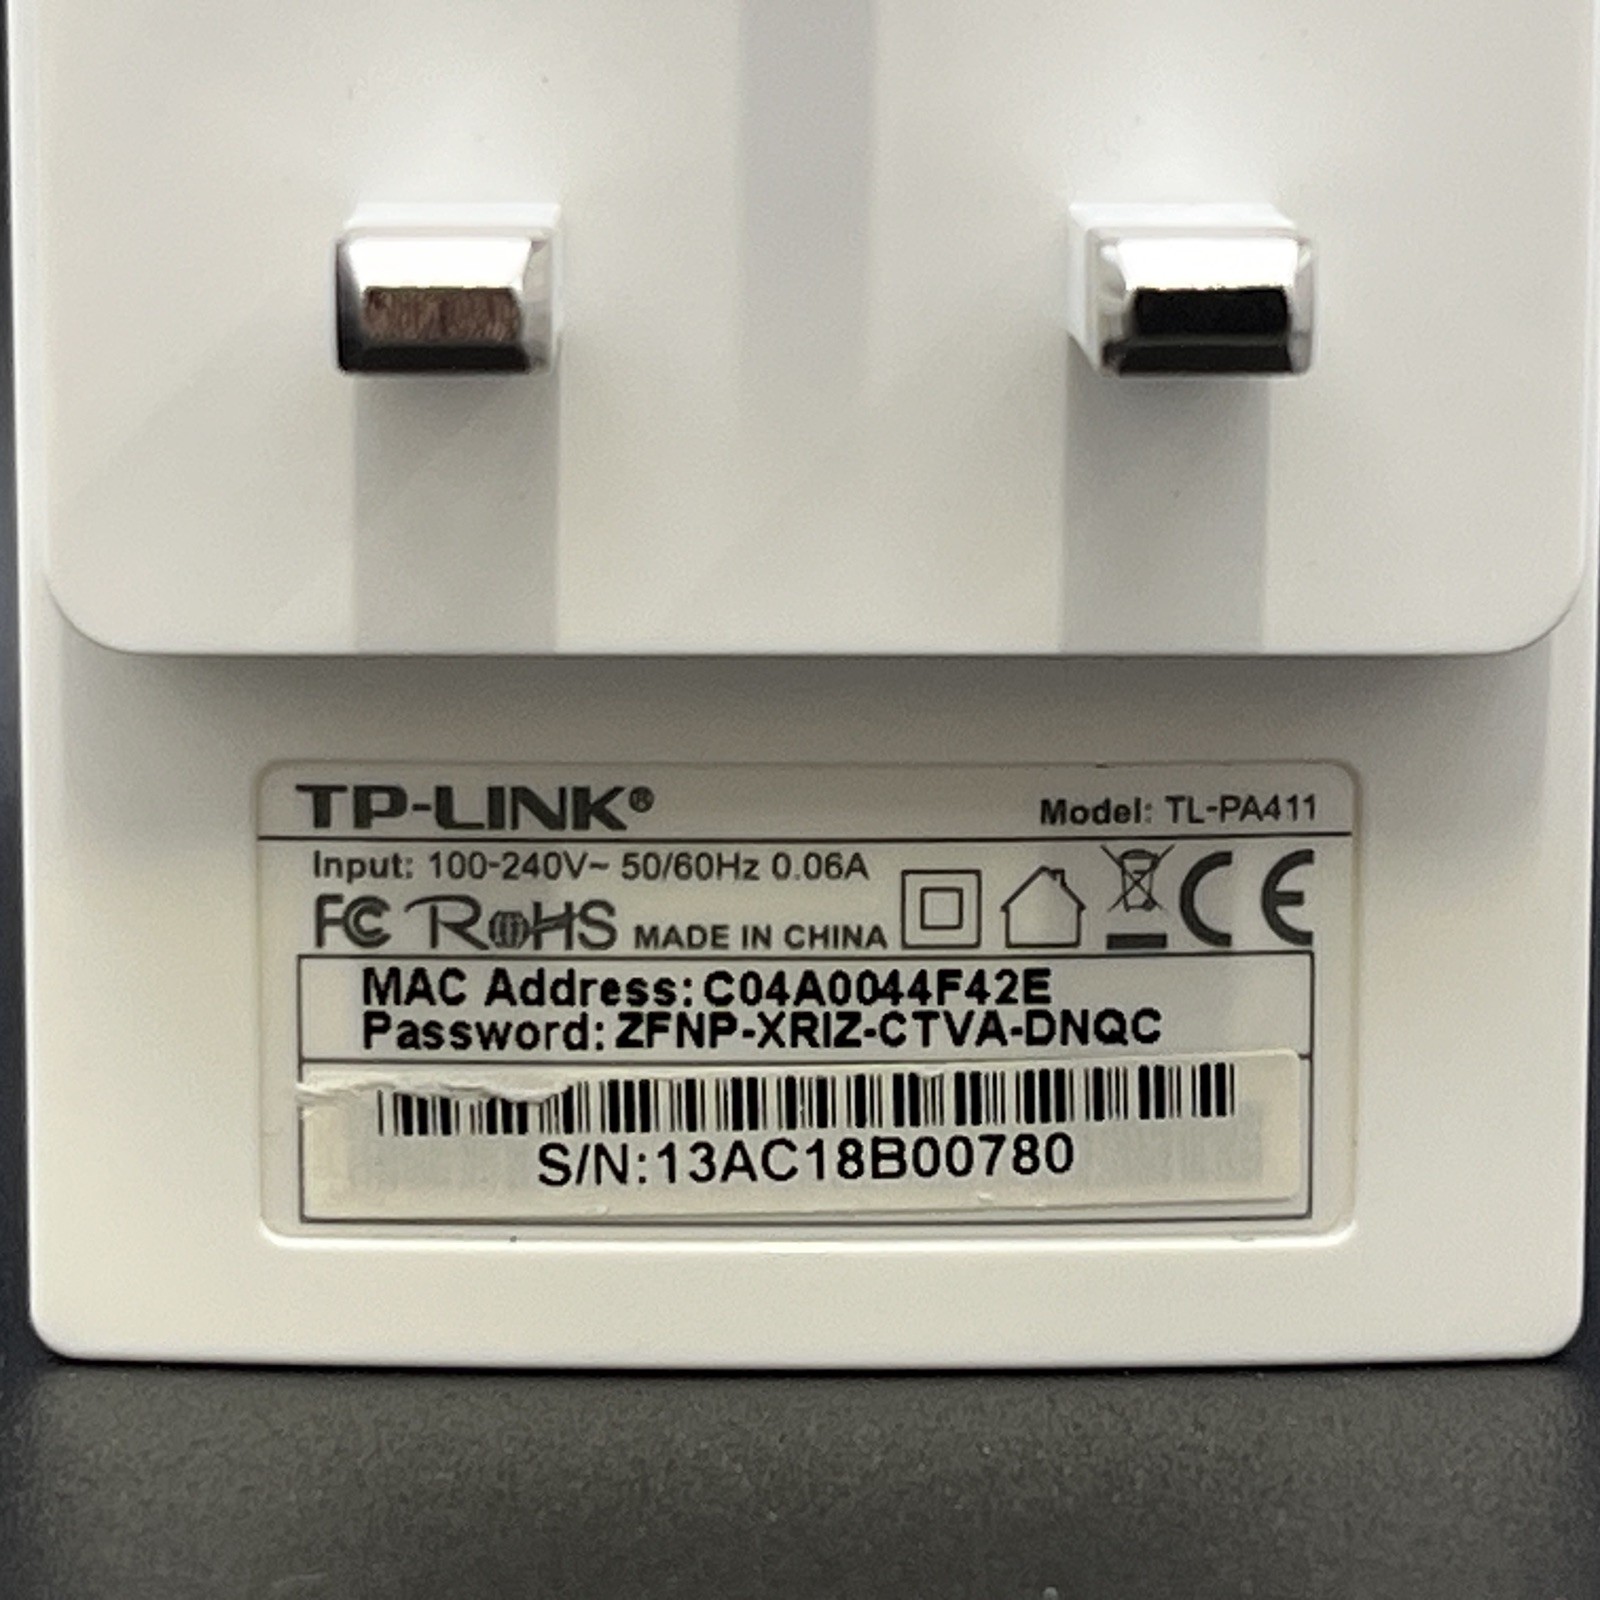 TP-LINK®
Model: TL-PA411
Input: 100-240V~ 50/60Hz 0.06A
FC RoHS MADE IN CHINA CE
MAC Address: C04A0044F42E
Password: ZFNP-XRIZ-CTVA-DNQC
S/N:13AC18B00780